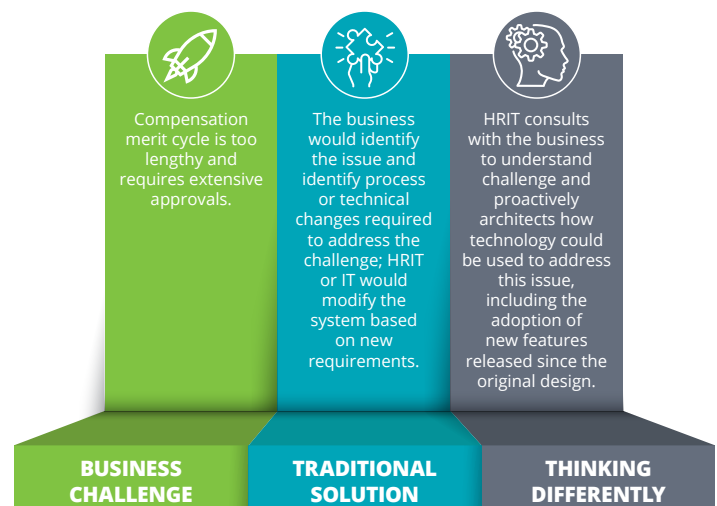 Compensation
merit cycle is too
lengthy and
requires extensive
approvals.
The business
would identify
the issue and
identify process
or technical
changes required
to address the
challenge; HRIT
or IT would
modify the
system based
on new
requirements.
HRIT consults
with the business
to understand
challenge and
proactively
architects how
technology could
be used to address
this issue,
including the
adoption of
new features
released since the
original design.
BUSINESS
CHALLENGE
TRADITIONAL
SOLUTION
THINKING
DIFFERENTLY